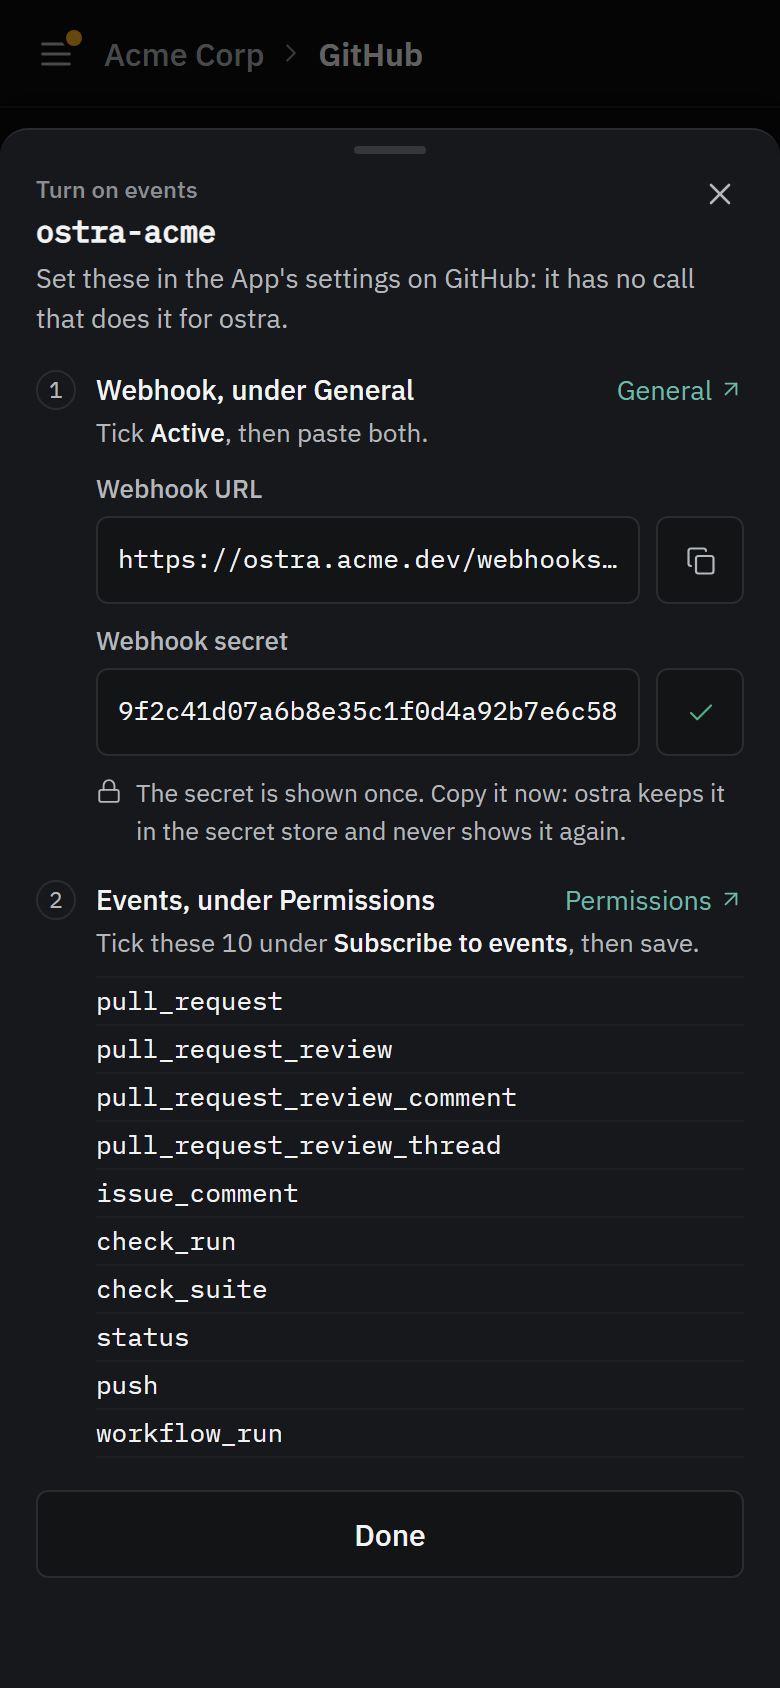 Acme Corp > GitHub
Turn on events
ostra-acme
Set these in the App's settings on GitHub: it has no call
that does it for ostra.
1 Webhook, under General General ↗
Tick Active, then paste both.
Webhook URL
https://ostra.acme.dev/webhooks…
Webhook secret
9f2c41d07a6b8e35c1f0d4a92b7e6c58
The secret is shown once. Copy it now: ostra keeps it
in the secret store and never shows it again.
2 Events, under Permissions Permissions ↗
Tick these 10 under Subscribe to events, then save.
pull_request
pull_request_review
pull_request_review_comment
pull_request_review_thread
issue_comment
check_run
check_suite
status
push
workflow_run
Done